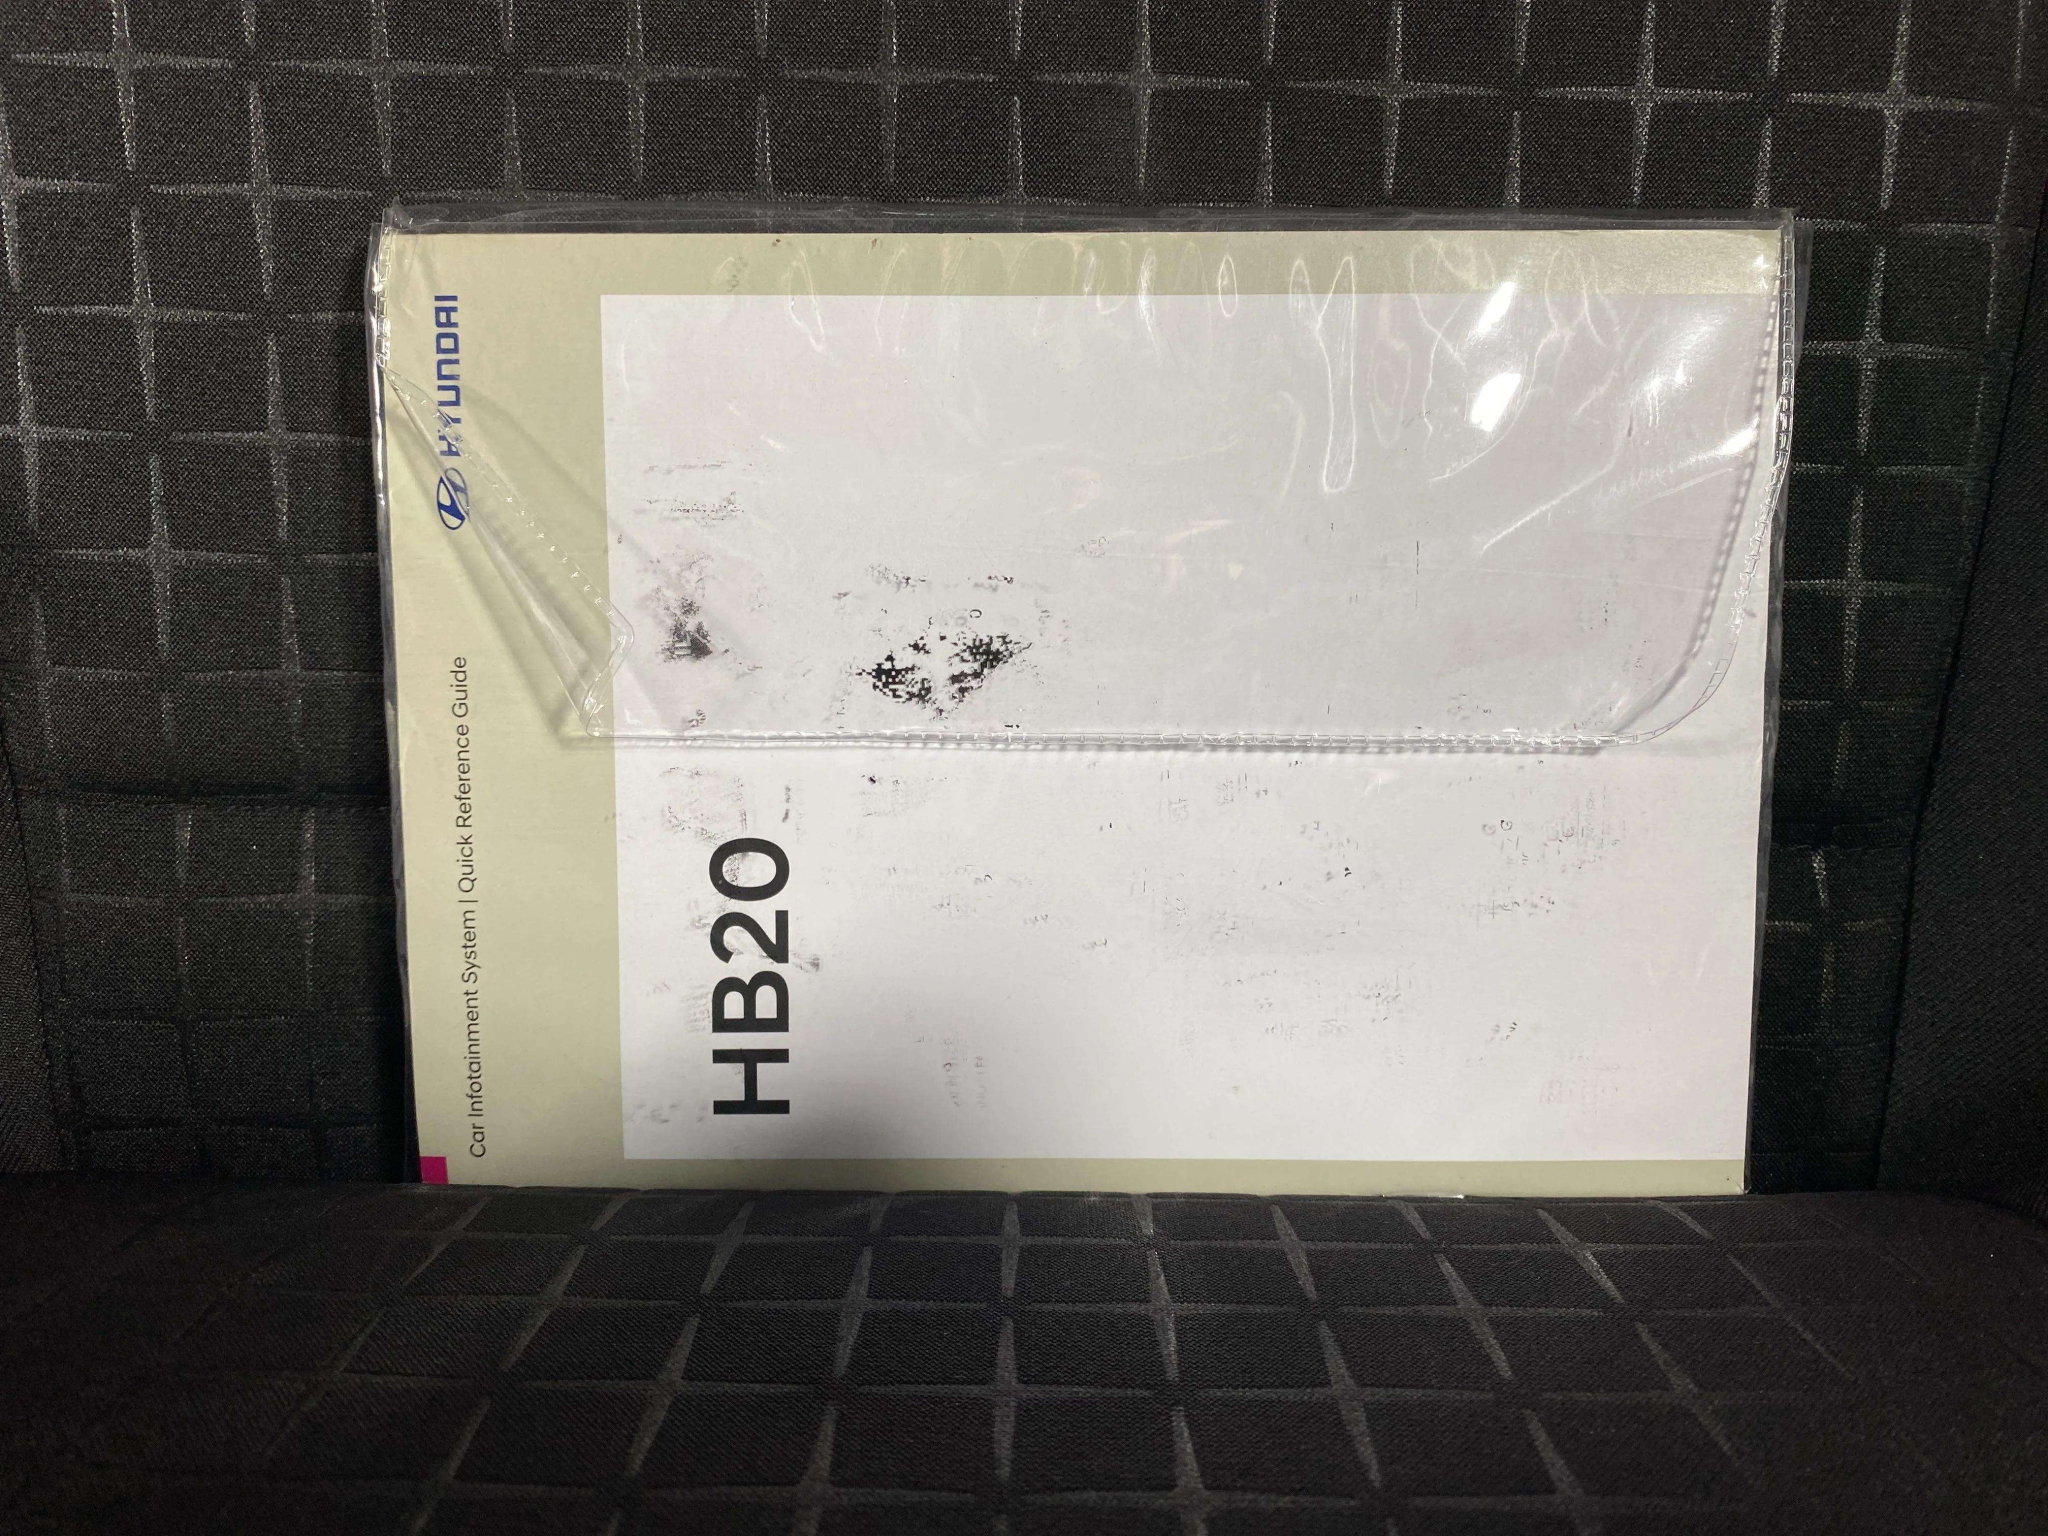 HYUNDAI
Car Infotainment System | Quick Reference Guide
HB20